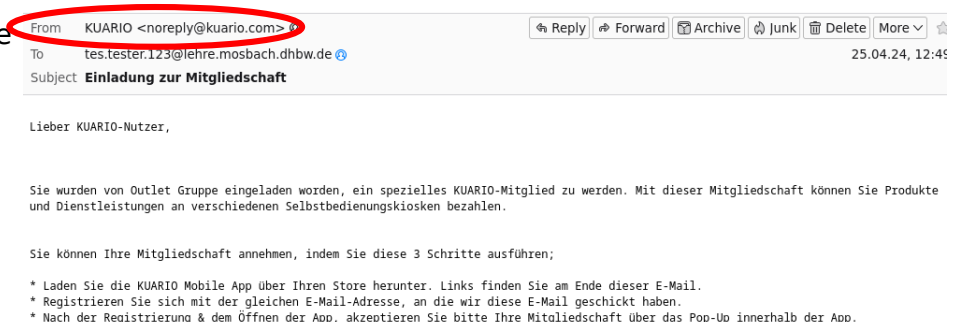 e
From KUARIO <noreply@kuario.com>
Reply Forward Archive Junk Delete More
To tes.tester.123@lehre.mosbach.dhbw.de
25.04.24, 12:49
Subject Einladung zur Mitgliedschaft
Lieber KUARIO-Nutzer,
Sie wurden von Outlet Gruppe eingeladen worden, ein spezielles KUARIO-Mitglied zu werden. Mit dieser Mitgliedschaft können Sie Produkte
und Dienstleistungen an verschiedenen Selbstbedienungskiosken bezahlen.
Sie können Ihre Mitgliedschaft annehmen, indem Sie diese 3 Schritte ausführen;
* Laden Sie die KUARIO Mobile App über Ihren Store herunter. Links finden Sie am Ende dieser E-Mail.
* Registrieren Sie sich mit der gleichen E-Mail-Adresse, an die wir diese E-Mail geschickt haben.
* Nach der Registrierung & dem Öffnen der App, akzeptieren Sie bitte Ihre Mitgliedschaft über das Pop-Up innerhalb der App.